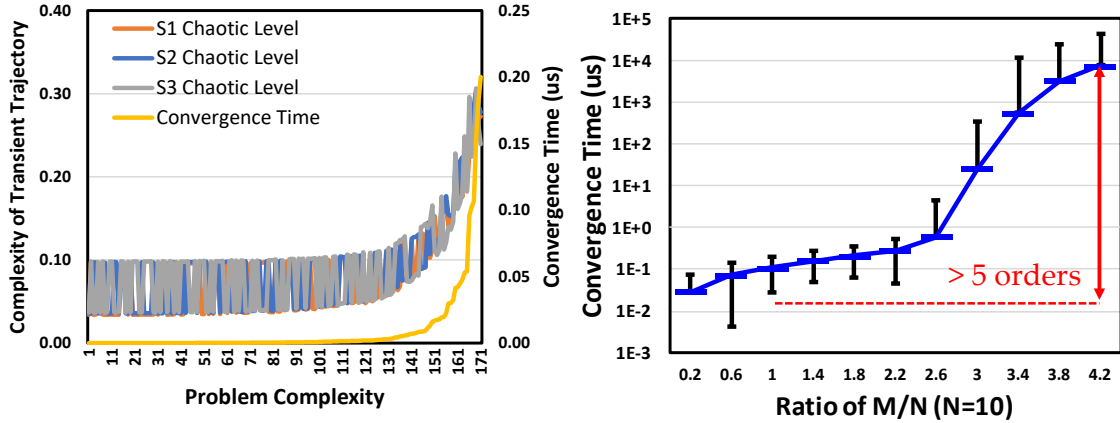 0.40
0.30
0.20
0.10
0.00
Complexity of Transient Trajectory
S1 Chaotic Level
S2 Chaotic Level
S3 Chaotic Level
Convergence Time
0.25
0.20
0.15
0.10
0.05
0.00
Convergence Time (us)
1 11 21 31 41 51 61 71 81 91 101 111 121 131 141 151 161 171
Problem Complexity
Convergence Time (us)
1E+5
1E+4
1E+3
1E+2
1E+1
1E+0
1E-1
1E-2
1E-3
> 5 orders
0.2 0.6 1 1.4 1.8 2.2 2.6 3 3.4 3.8 4.2
Ratio of M/N (N=10)